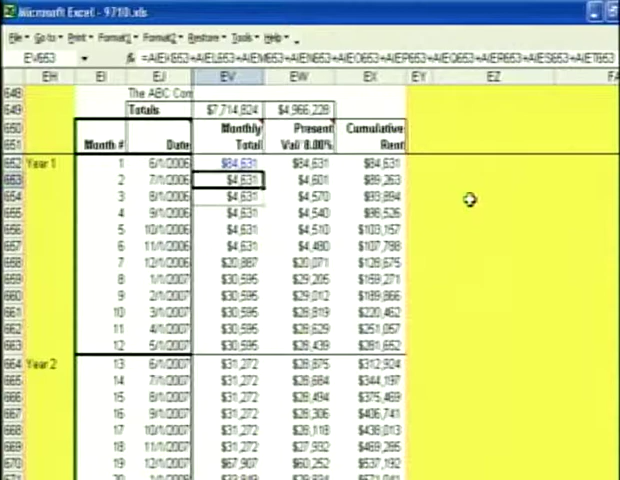 Microsoft Excel - 9710.xls
File Go to Print Format1 Format2 Restore Tools Help
EV653 fx
EH EI EJ EV EW EX EY EZ FA
648 The ABC Com
649 Totals $7,714,824 $4,966,228
650 Monthly Present Cumulative
651 Month # Date Total Val/ 8.00% Rent
652 Year 1 1 6/1/2006 $84,631 $84,631 $84,631
653 2 7/1/2006 $4,631 $4,601 $89,263
654 3 8/1/2006 $4,631 $4,570 $93,894
655 4 9/1/2006 $4,631 $4,540 $98,526
656 5 10/1/2006 $4,631 $4,510 $103,157
657 6 11/1/2006 $4,631 $4,480 $107,788
658 7 12/1/2006 $20,887 $20,071 $128,675
659 8 1/1/2007 $30,595 $29,205 $159,271
660 9 2/1/2007 $30,595 $29,012 $189,866
661 10 3/1/2007 $30,595 $28,819 $220,462
662 11 4/1/2007 $30,595 $28,629 $251,057
663 12 5/1/2007 $30,595 $28,439 $281,652
664 Year 2 13 6/1/2007 $31,272 $28,875 $312,924
665 14 7/1/2007 $31,272 $28,684 $344,197
666 15 8/1/2007 $31,272 $28,494 $375,469
667 16 9/1/2007 $31,272 $28,306 $406,741
668 17 10/1/2007 $31,272 $28,118 $438,013
669 18 11/1/2007 $31,272 $27,932 $469,285
670 19 12/1/2007 $67,907 $60,252 $537,192